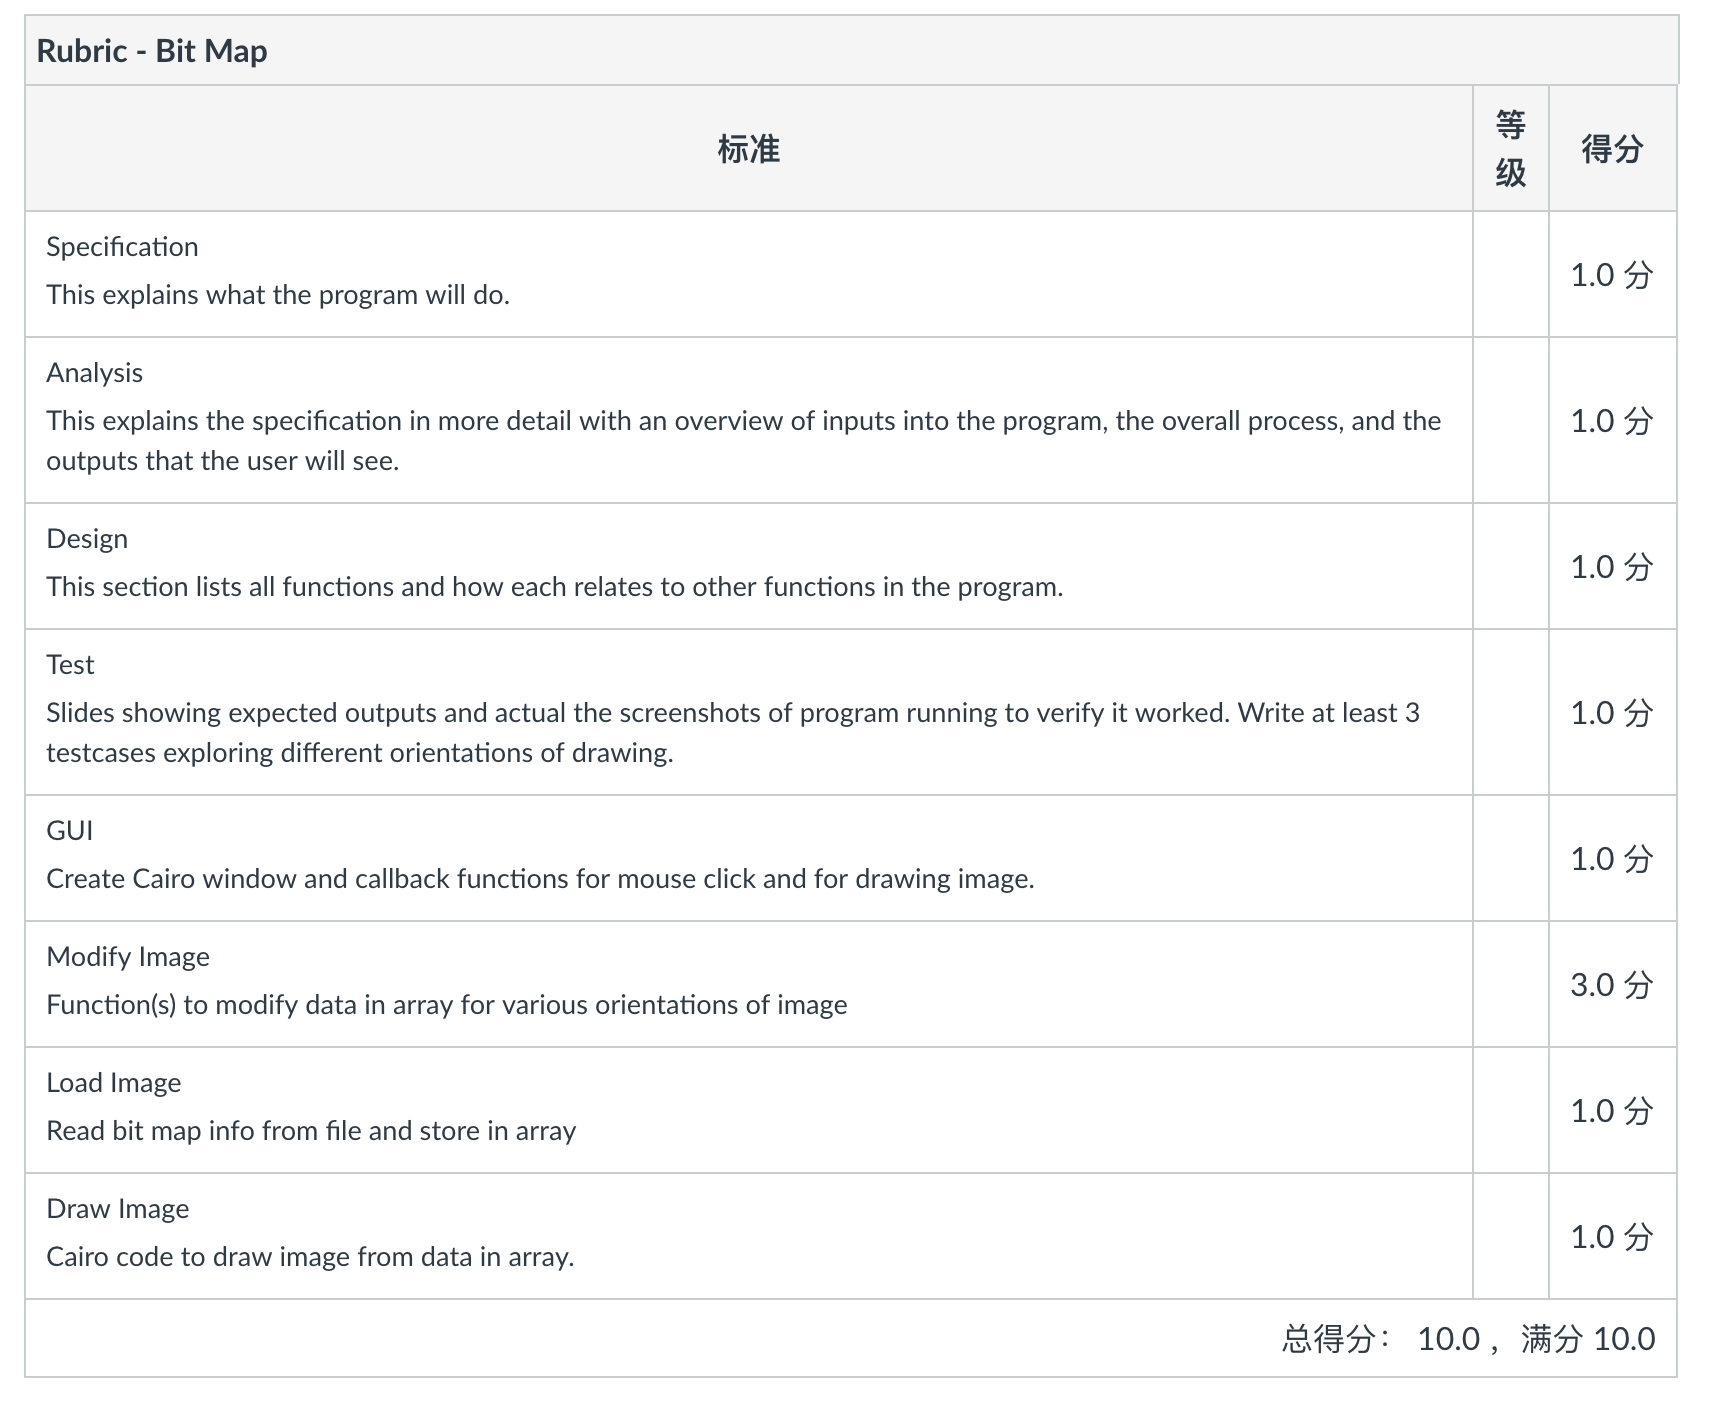 Rubric - Bit Map
标准
等
级
得分
Specification
This explains what the program will do.
1.0 分
Analysis
This explains the specification in more detail with an overview of inputs into the program, the overall process, and the
outputs that the user will see.
1.0 分
Design
This section lists all functions and how each relates to other functions in the program.
1.0 分
Test
Slides showing expected outputs and actual the screenshots of program running to verify it worked. Write at least 3
testcases exploring different orientations of drawing.
1.0 分
GUI
Create Cairo window and callback functions for mouse click and for drawing image.
1.0 分
Modify Image
Function(s) to modify data in array for various orientations of image
3.0 分
Load Image
Read bit map info from file and store in array
1.0 分
Draw Image
Cairo code to draw image from data in array.
1.0 分
总得分： 10.0 ，满分 10.0